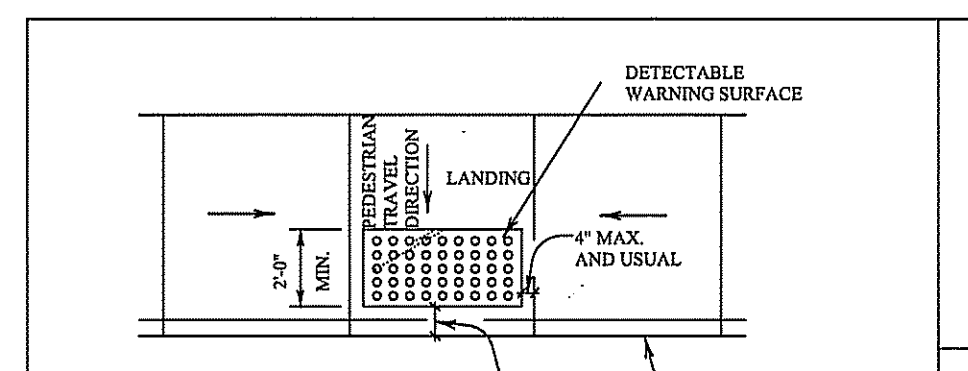 DETECTABLE
WARNING SURFACE
PEDESTRIAN
TRAVEL
DIRECTION
LANDING
4" MAX.
AND USUAL
2'-0"
MIN.